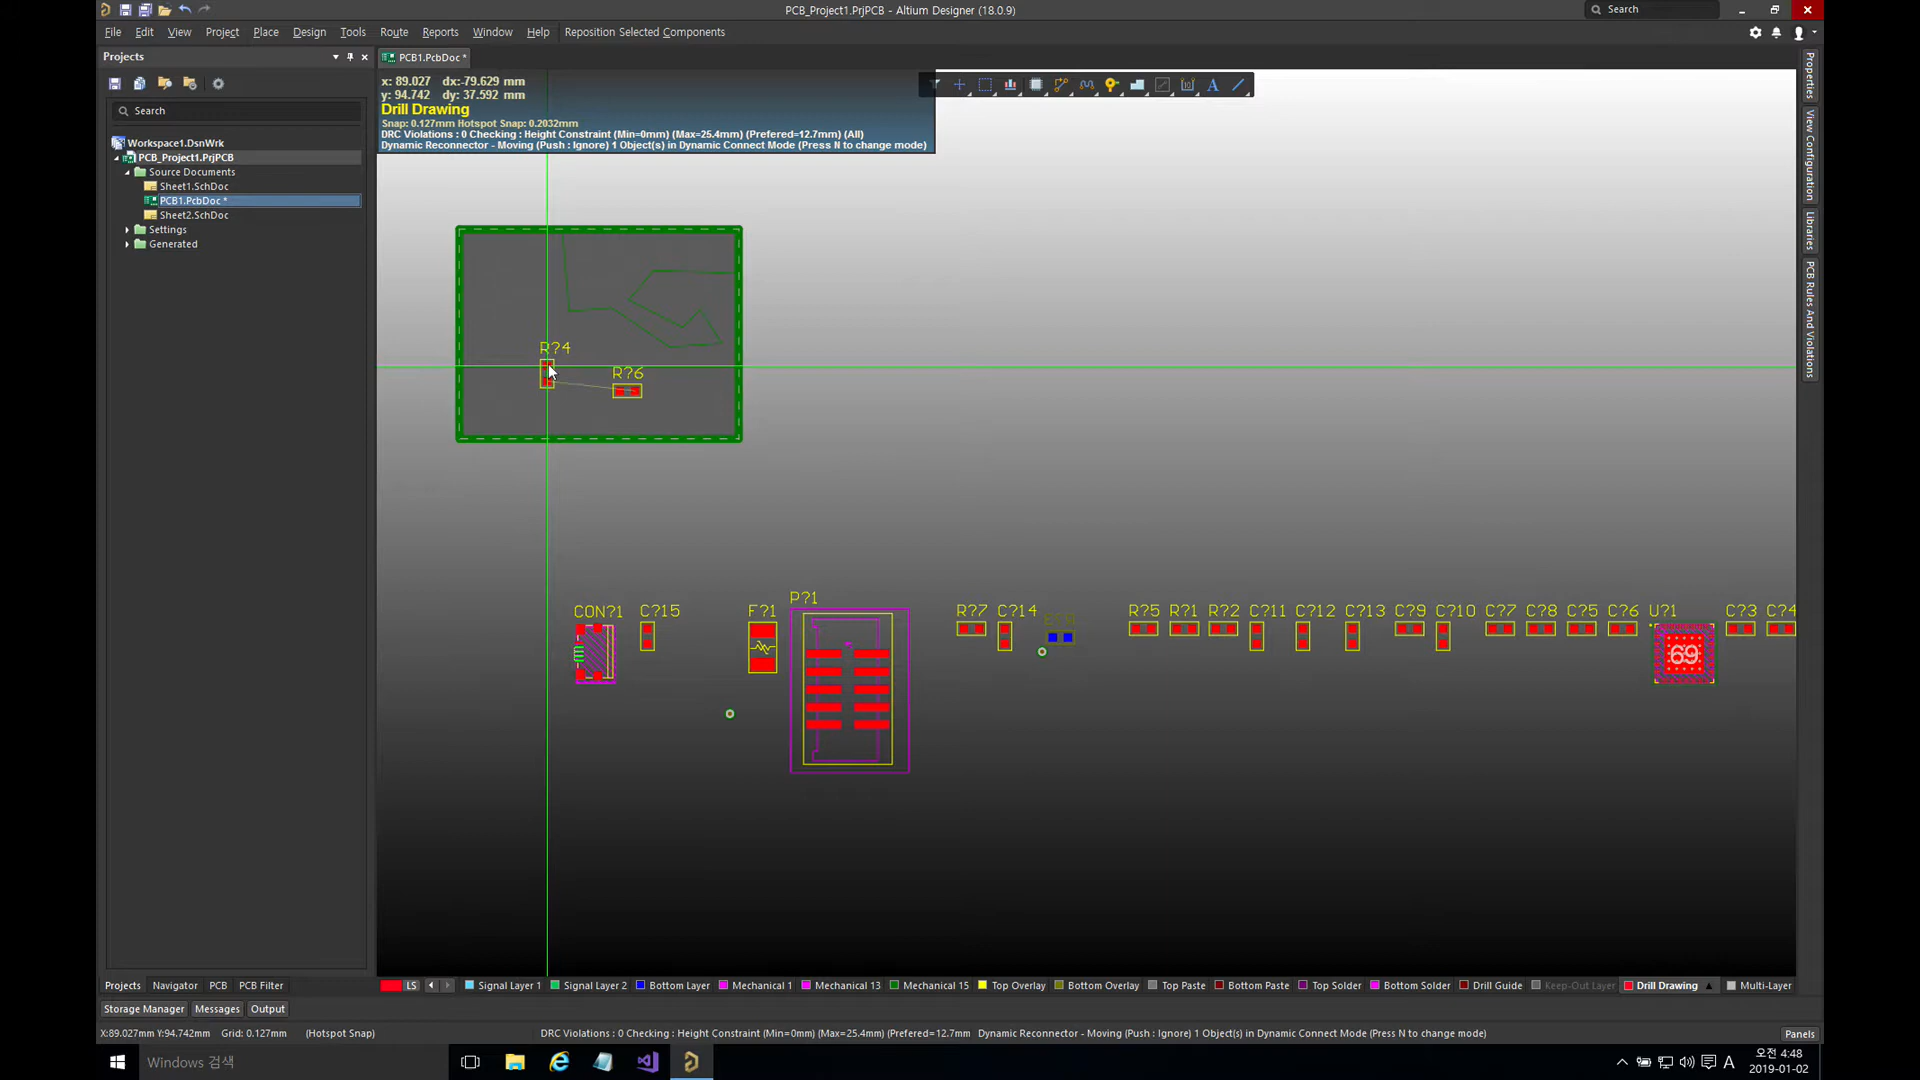 PCB_Project1.PrjPCB - Altium Designer (18.0.9)
Search
File Edit View Project Place Design Tools Route Reports Window Help Reposition Selected Components
Projects
PCB1.PcbDoc *
Search
Workspace1.DsnWrk
PCB_Project1.PrjPCB
Source Documents
Sheet1.SchDoc
PCB1.PcbDoc *
Sheet2.SchDoc
Settings
Generated
x: 89.027 dx:-79.629 mm
y: 94.742 dy: 37.592 mm
Drill Drawing
Snap: 0.127mm Hotspot Snap: 0.2032mm
DRC Violations : 0 Checking : Height Constraint (Min=0mm) (Max=25.4mm) (Prefered=12.7mm) (All)
Dynamic Reconnector - Moving (Push : Ignore) 1 Object(s) in Dynamic Connect Mode (Press N to change mode)
Properties
View Configuration
Libraries
PCB Rules And Violations
R?4
R?6
CON?1 C?15 F?1 P?1 R?7 C?14 R?5 R?1 R?2 C?11 C?12 C?13 C?9 C?10 C?7 C?8 C?5 C?6 U?1 C?3 C?4
69
Projects Navigator PCB PCB Filter
LS Signal Layer 1 Signal Layer 2 Bottom Layer Mechanical 1 Mechanical 13 Mechanical 15 Top Overlay Bottom Overlay Top Paste Bottom Paste Top Solder Bottom Solder Drill Guide Keep-Out Layer Drill Drawing Multi-Layer
Storage Manager Messages Output
X:89.027mm Y:94.742mm Grid: 0.127mm (Hotspot Snap) DRC Violations : 0 Checking : Height Constraint (Min=0mm) (Max=25.4mm) (Prefered=12.7mm Dynamic Reconnector - Moving (Push : Ignore) 1 Object(s) in Dynamic Connect Mode (Press N to change mode) Panels
Windows 검색
A
오전 4:48
2019-01-02